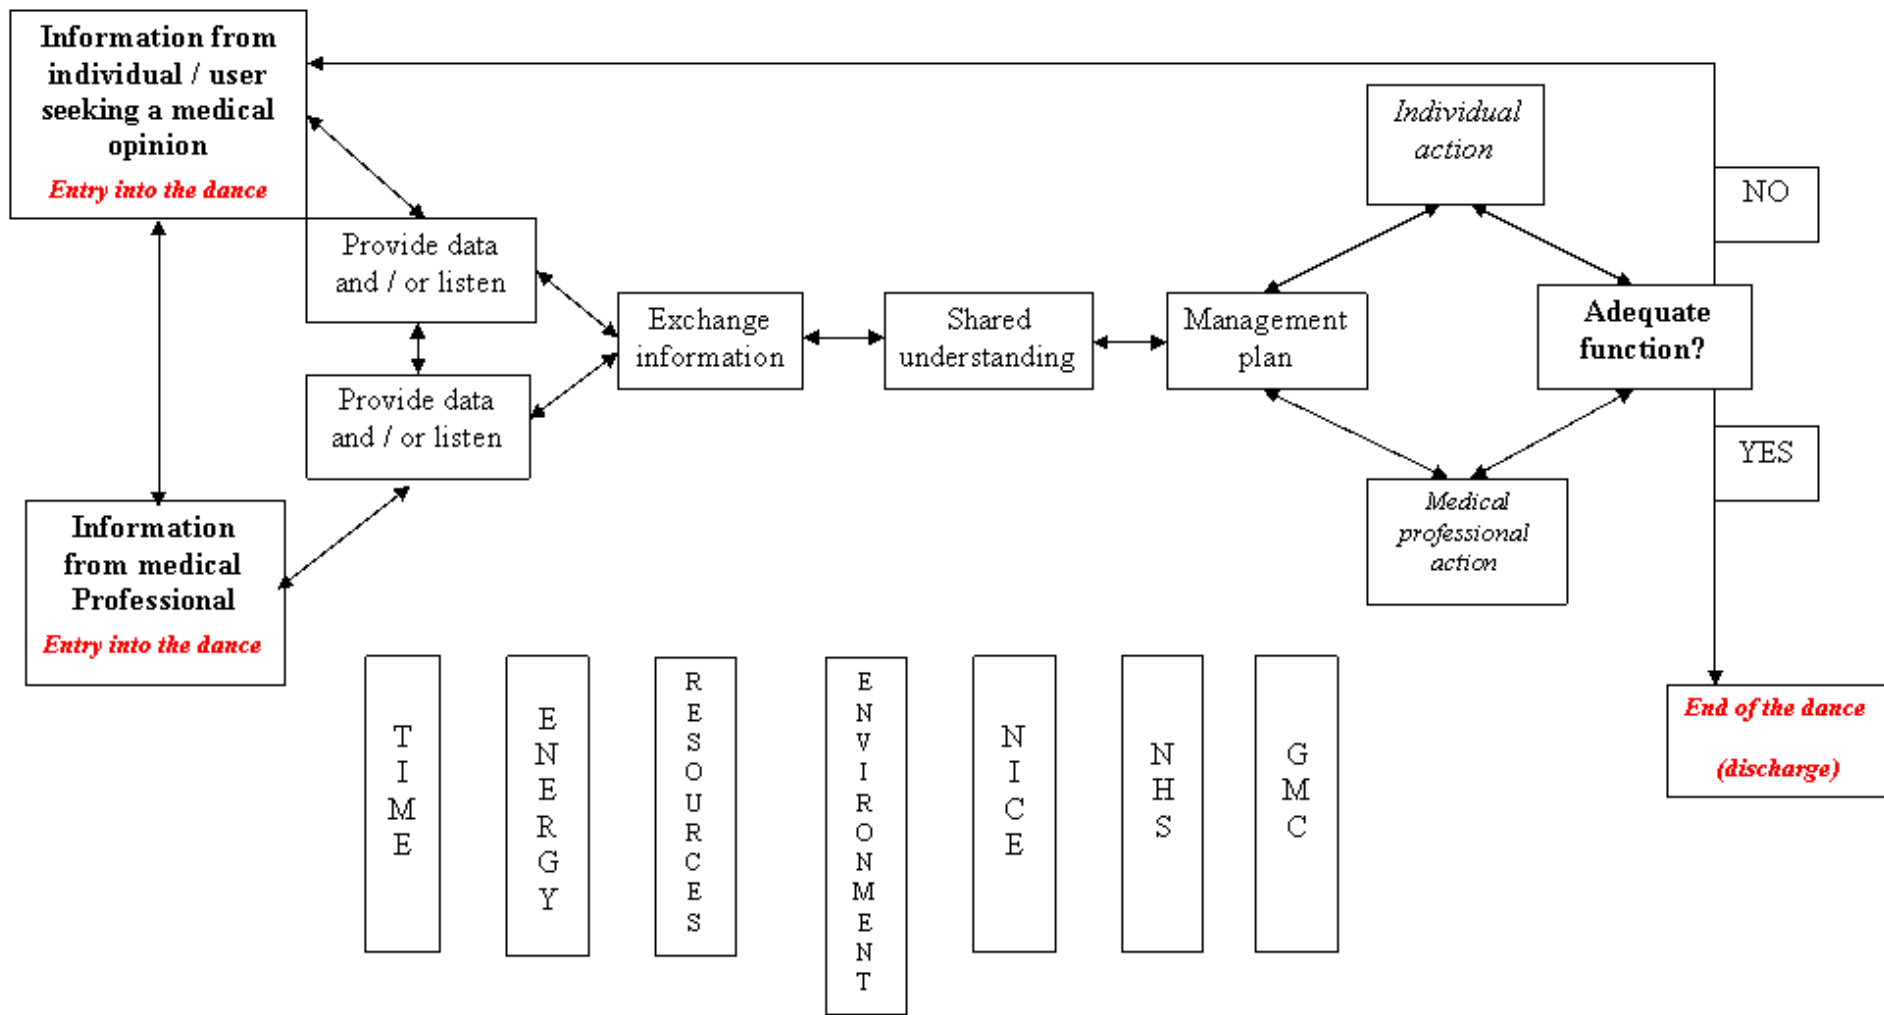 Information from
individual / user
seeking a medical
opinion
Entry into the dance
Provide data
and / or listen
Provide data
and / or listen
Information
from medical
Professional
Entry into the dance
Exchange
information
Shared
understanding
Management
plan
Individual
action
Medical
professional
action
Adequate
function?
NO
YES
End of the dance
(discharge)
TIME
ENERGY
RESOURCES
ENVIRONMENT
NICE
NHS
GMC